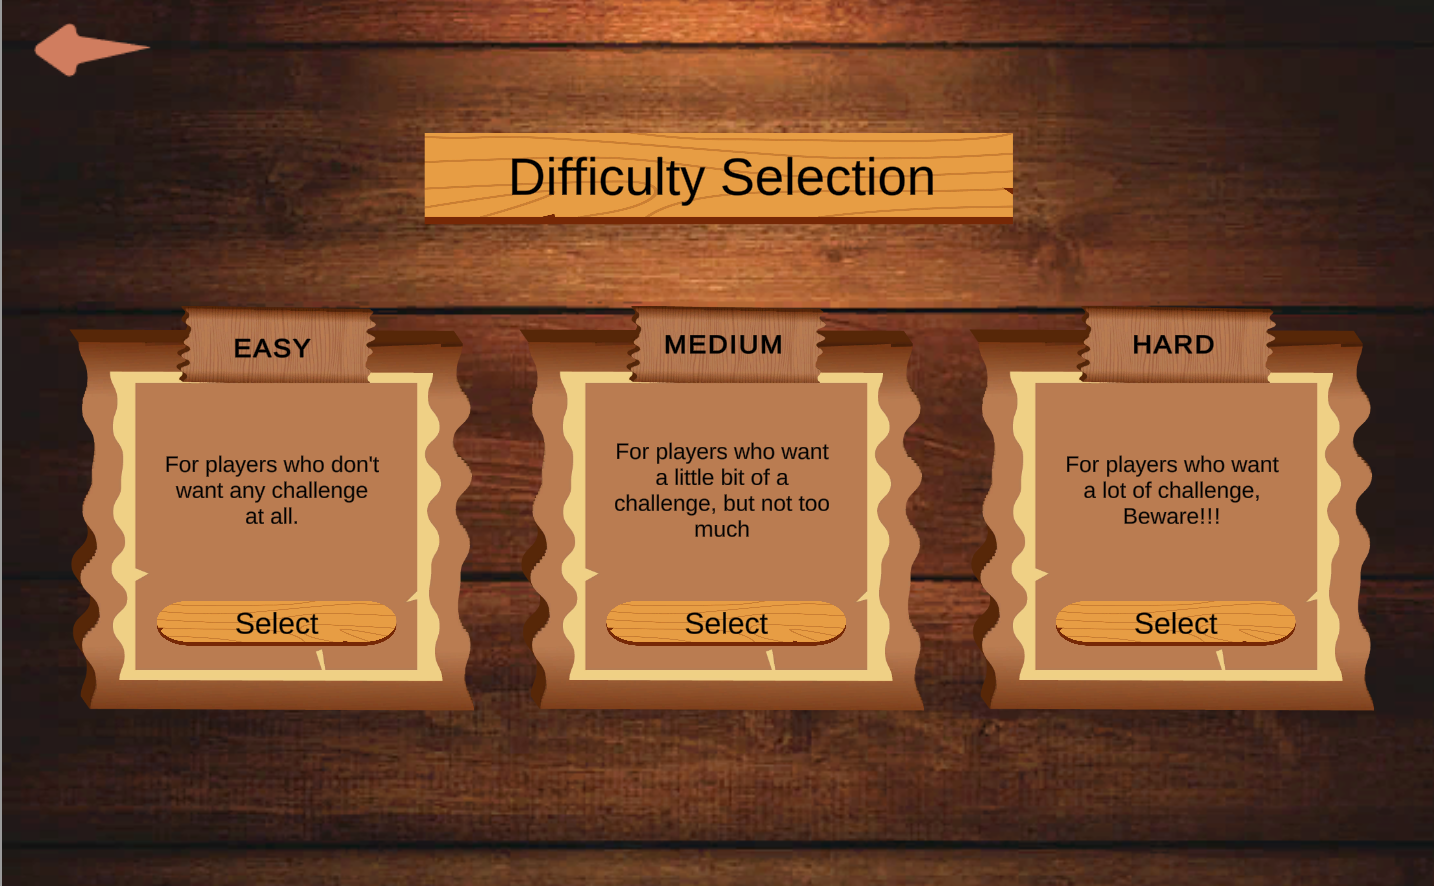 Difficulty Selection
EASY
For players who don't
want any challenge
at all.
Select
MEDIUM
For players who want
a little bit of a
challenge, but not too
much
Select
HARD
For players who want
a lot of challenge,
Beware!!!
Select